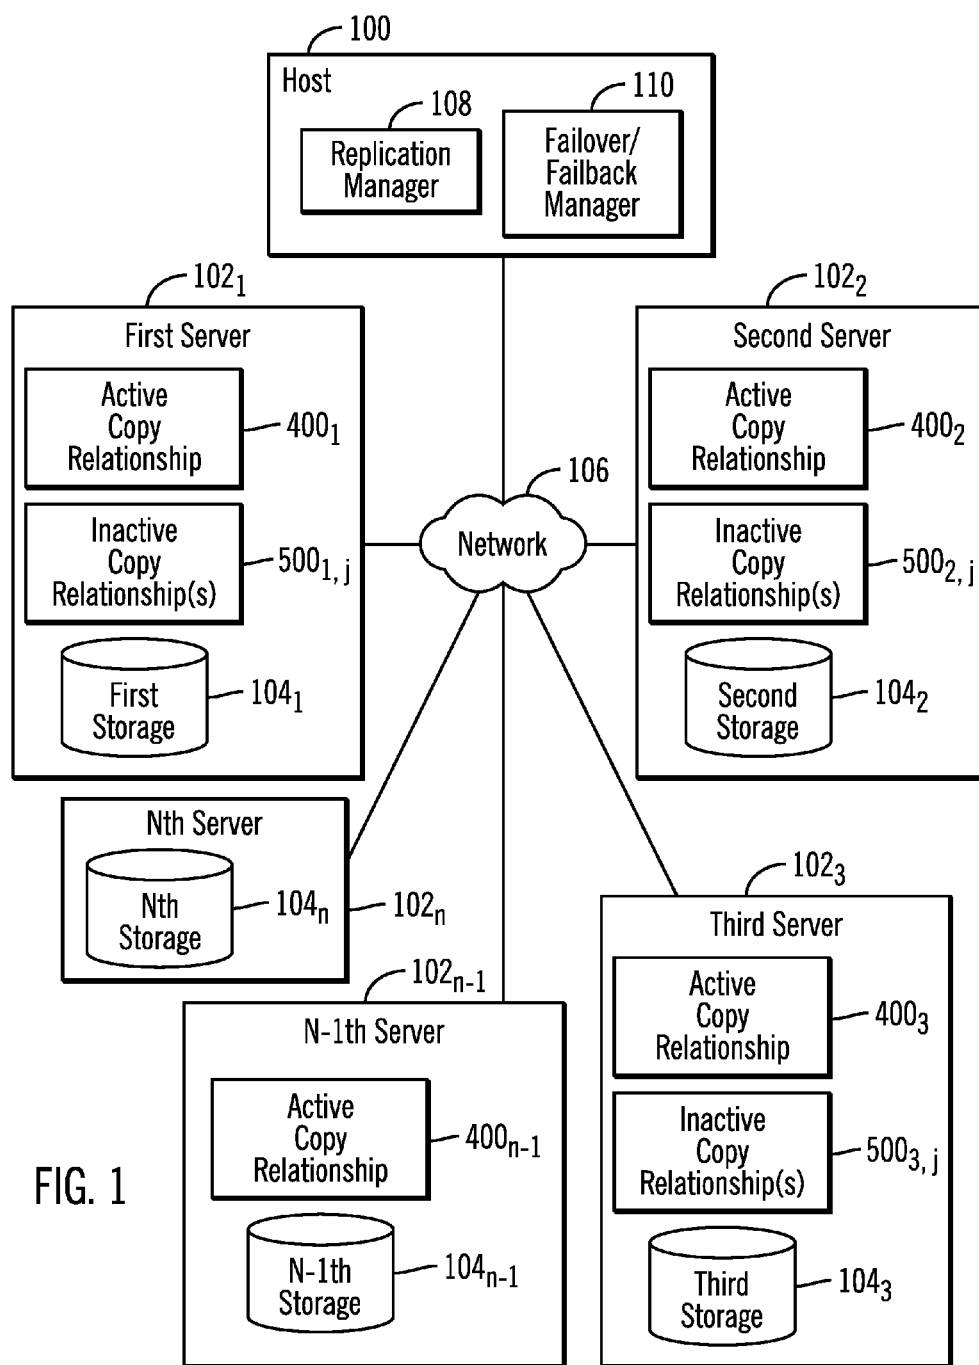 100
Host
108
Replication
Manager
110
Failover/
Failback
Manager
102₁
First Server
Active
Copy
Relationship
400₁
Inactive
Copy
Relationship(s)
500₁, j
First
Storage
104₁
102₂
Second Server
Active
Copy
Relationship
400₂
Inactive
Copy
Relationship(s)
500₂, j
Second
Storage
104₂
106
Network
Nth Server
Nth
Storage
104ₙ
102ₙ
102ₙ₋₁
N-1th Server
Active
Copy
Relationship
400ₙ₋₁
N-1th
Storage
104ₙ₋₁
102₃
Third Server
Active
Copy
Relationship
400₃
Inactive
Copy
Relationship(s)
500₃, j
Third
Storage
104₃
FIG. 1